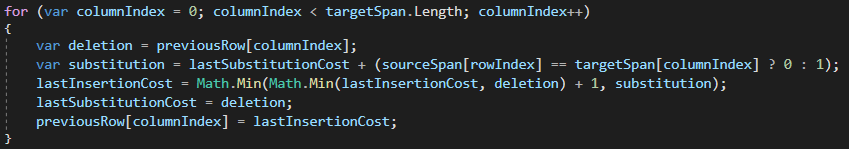 for (var columnIndex = 0; columnIndex < targetSpan.Length; columnIndex++)
{
    var deletion = previousRow[columnIndex];
    var substitution = lastSubstitutionCost + (sourceSpan[rowIndex] == targetSpan[columnIndex] ? 0 : 1);
    lastInsertionCost = Math.Min(Math.Min(lastInsertionCost, deletion) + 1, substitution);
    lastSubstitutionCost = deletion;
    previousRow[columnIndex] = lastInsertionCost;
}